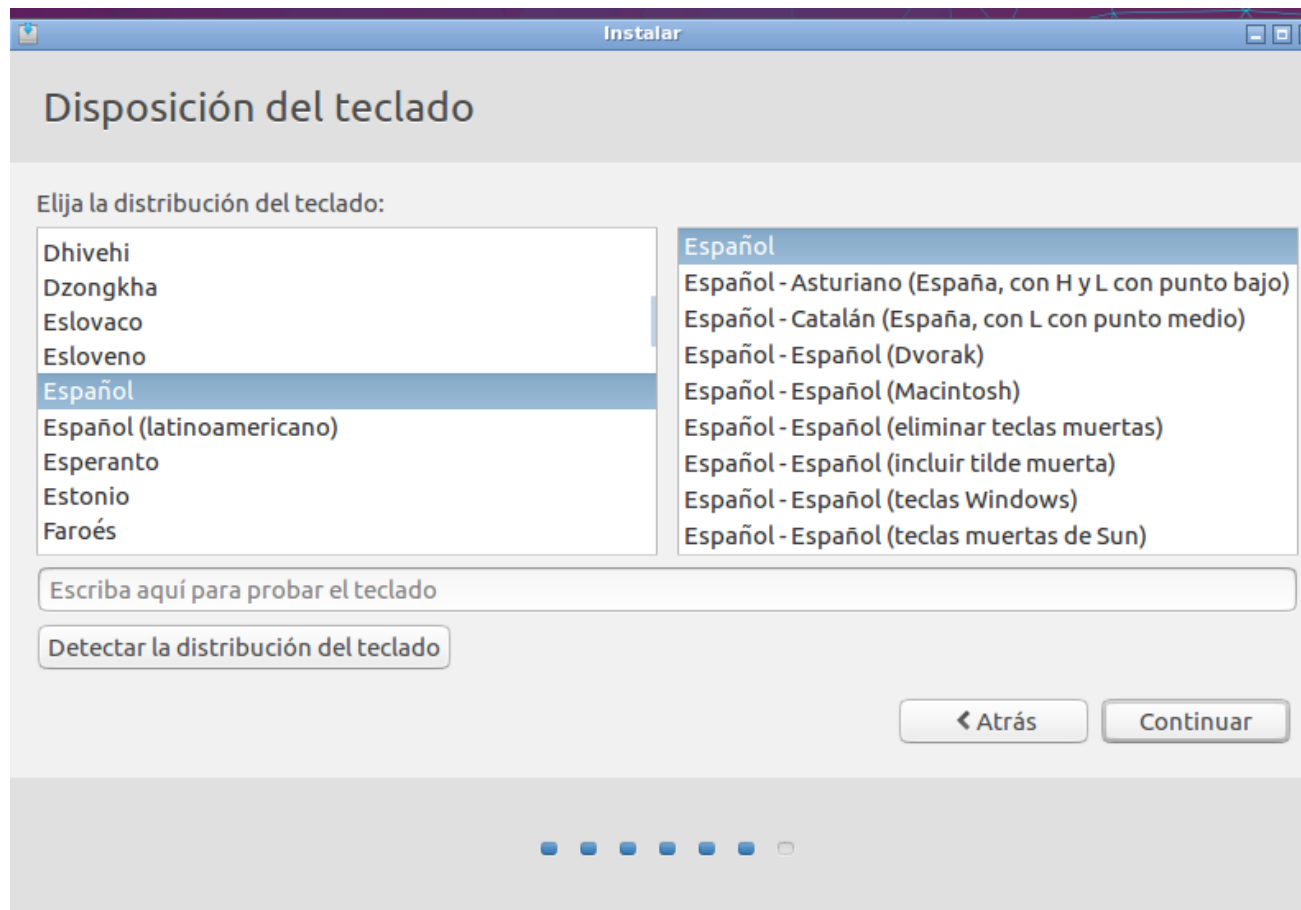 Instalar
Disposición del teclado
Elija la distribución del teclado:
Dhivehi
Dzongkha
Eslovaco
Esloveno
Español
Español (latinoamericano)
Esperanto
Estonio
Faroés
Español
Español - Asturiano (España, con H y L con punto bajo)
Español - Catalán (España, con L con punto medio)
Español - Español (Dvorak)
Español - Español (Macintosh)
Español - Español (eliminar teclas muertas)
Español - Español (incluir tilde muerta)
Español - Español (teclas Windows)
Español - Español (teclas muertas de Sun)
Escriba aquí para probar el teclado
Detectar la distribución del teclado
Atrás
Continuar